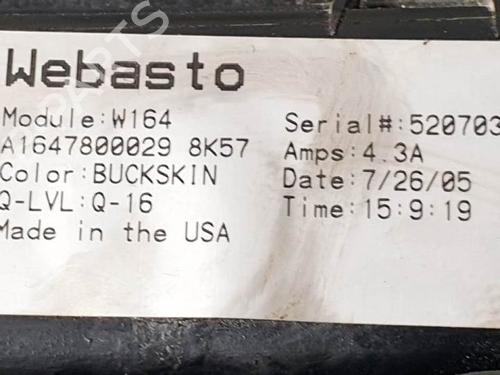 Webasto
Module:W164
A1647800029 8K57
Color:BUCKSKIN
Q-LVL:Q-16
Made in the USA
Serial#:520703
Amps:4.3A
Date:7/26/05
Time:15:9:19